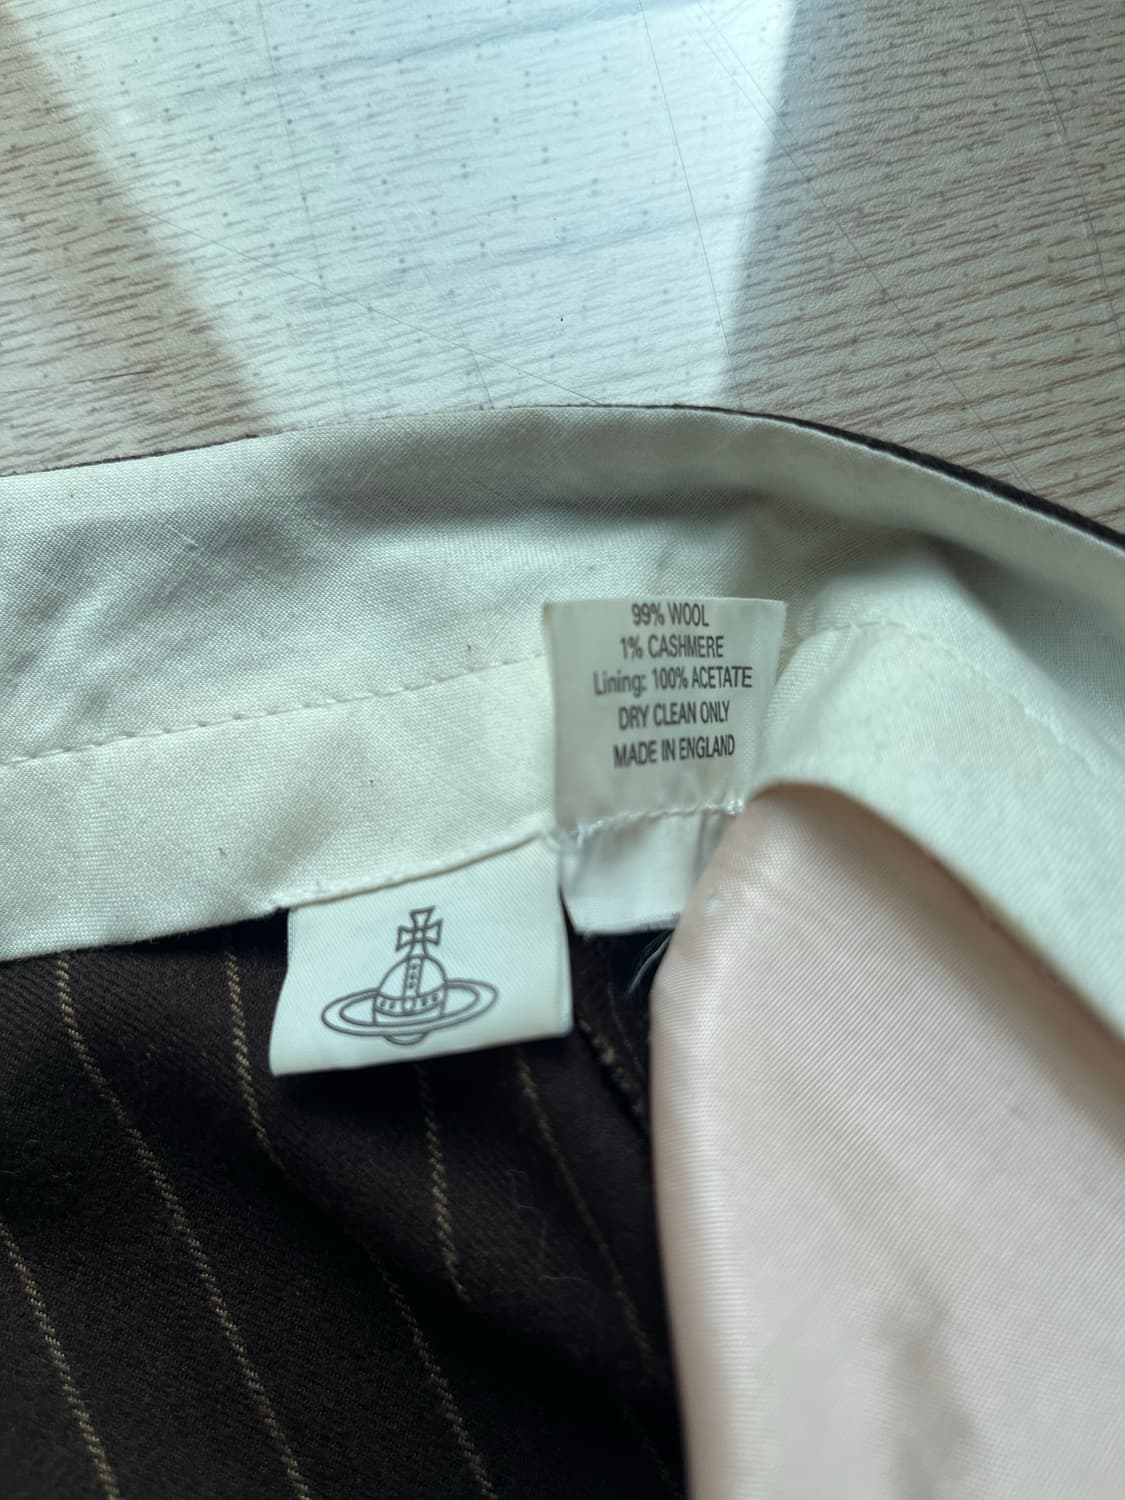 99% WOOL
1% CASHMERE
Lining: 100% ACETATE
DRY CLEAN ONLY
MADE IN ENGLAND